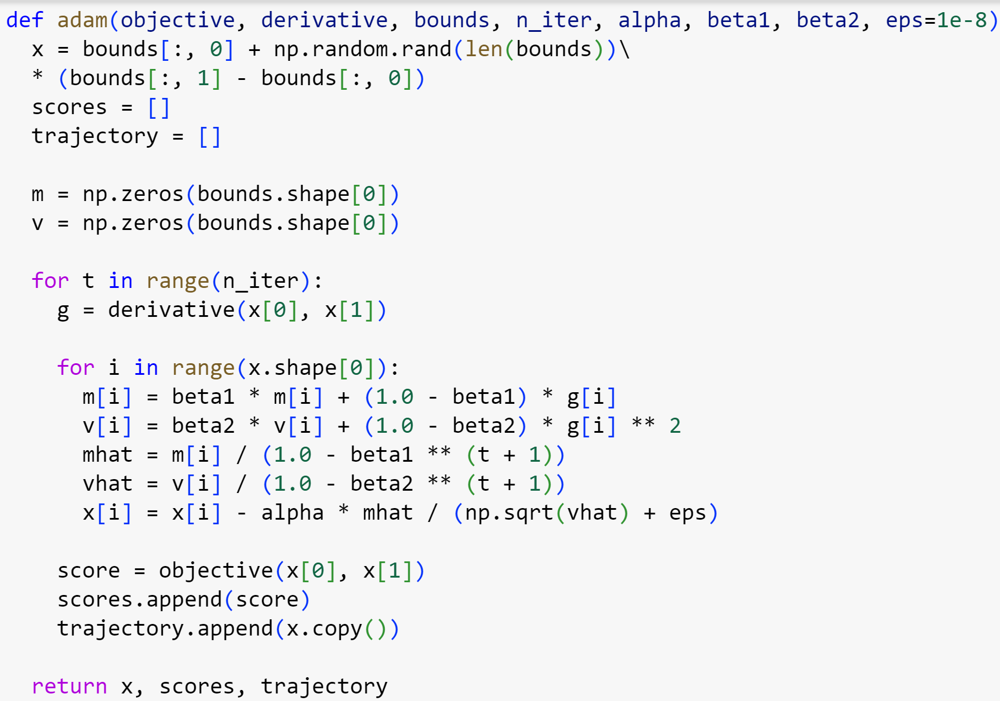 def adam(objective, derivative, bounds, n_iter, alpha, beta1, beta2, eps=1e-8)
  x = bounds[:, 0] + np.random.rand(len(bounds))\
  * (bounds[:, 1] - bounds[:, 0])
  scores = []
  trajectory = []

  m = np.zeros(bounds.shape[0])
  v = np.zeros(bounds.shape[0])

  for t in range(n_iter):
    g = derivative(x[0], x[1])

    for i in range(x.shape[0]):
      m[i] = beta1 * m[i] + (1.0 - beta1) * g[i]
      v[i] = beta2 * v[i] + (1.0 - beta2) * g[i] ** 2
      mhat = m[i] / (1.0 - beta1 ** (t + 1))
      vhat = v[i] / (1.0 - beta2 ** (t + 1))
      x[i] = x[i] - alpha * mhat / (np.sqrt(vhat) + eps)

    score = objective(x[0], x[1])
    scores.append(score)
    trajectory.append(x.copy())

  return x, scores, trajectory